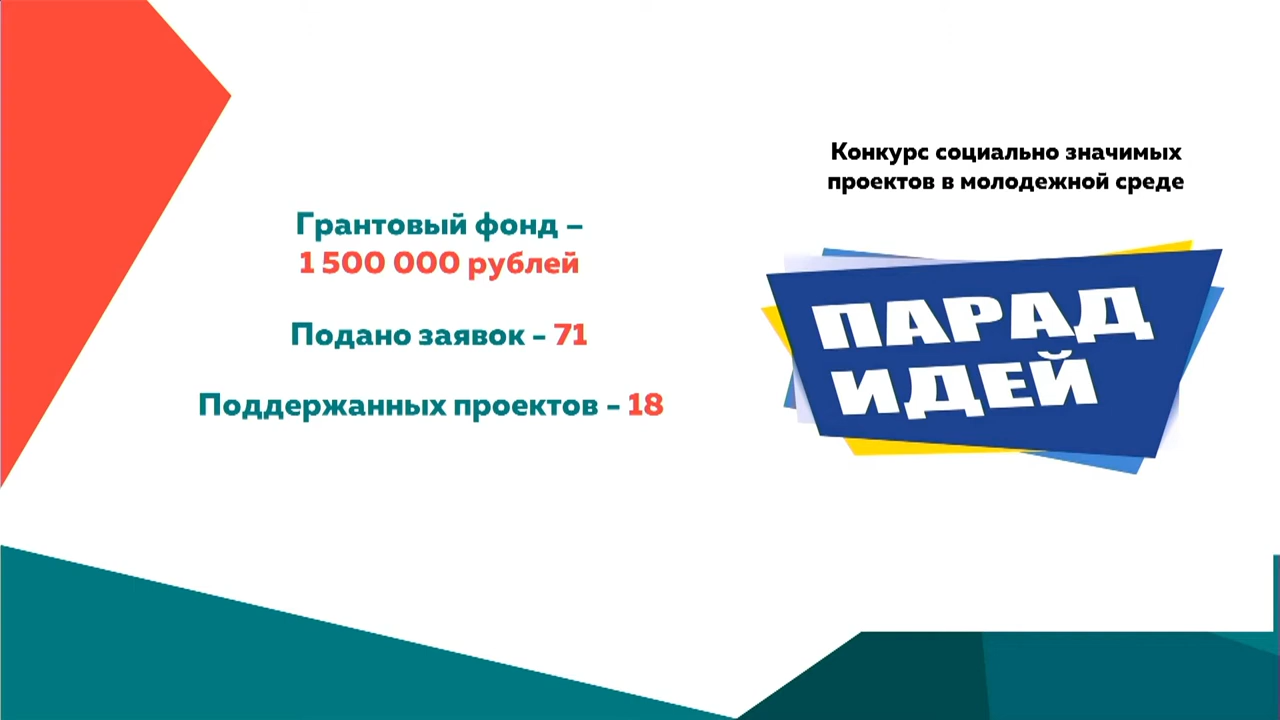 Грантовый фонд –
1 500 000 рублей
Подано заявок – 71
Поддержанных проектов – 18
Конкурс социально значимых
проектов в молодежной среде
ПАРАД
ИДЕЙ